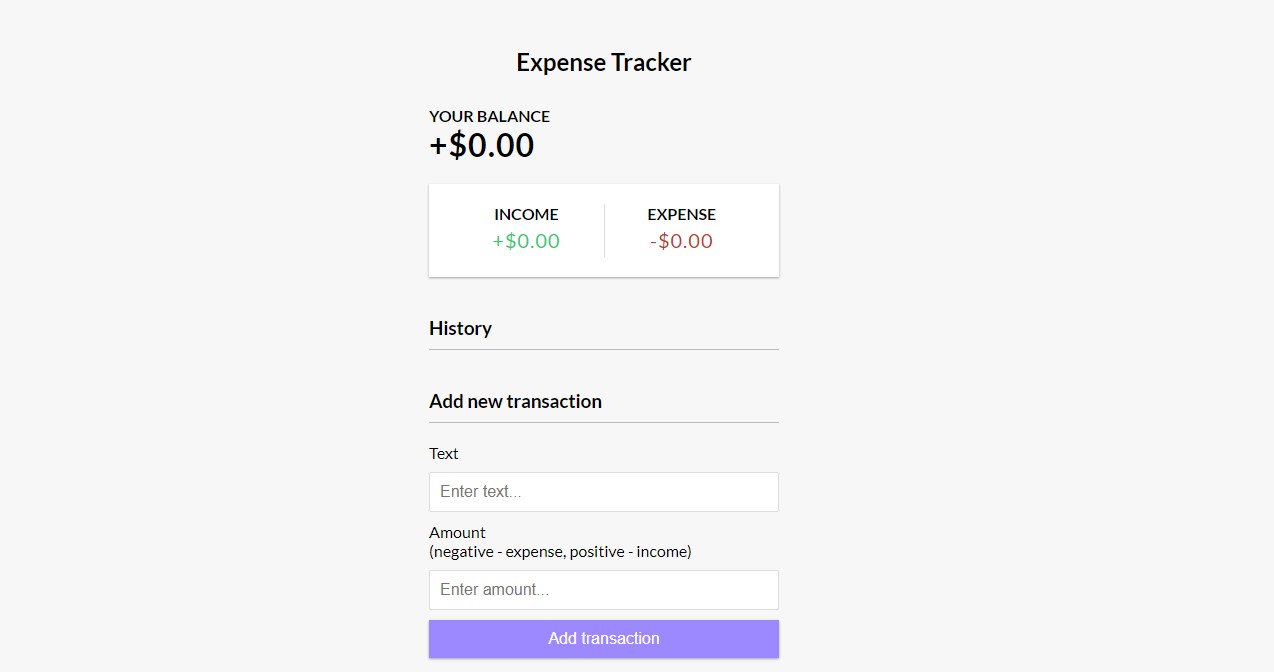 Expense Tracker
YOUR BALANCE
+$0.00
INCOME EXPENSE
+$0.00 -$0.00
History
Add new transaction
Text
Enter text...
Amount
(negative - expense, positive - income)
Enter amount...
Add transaction